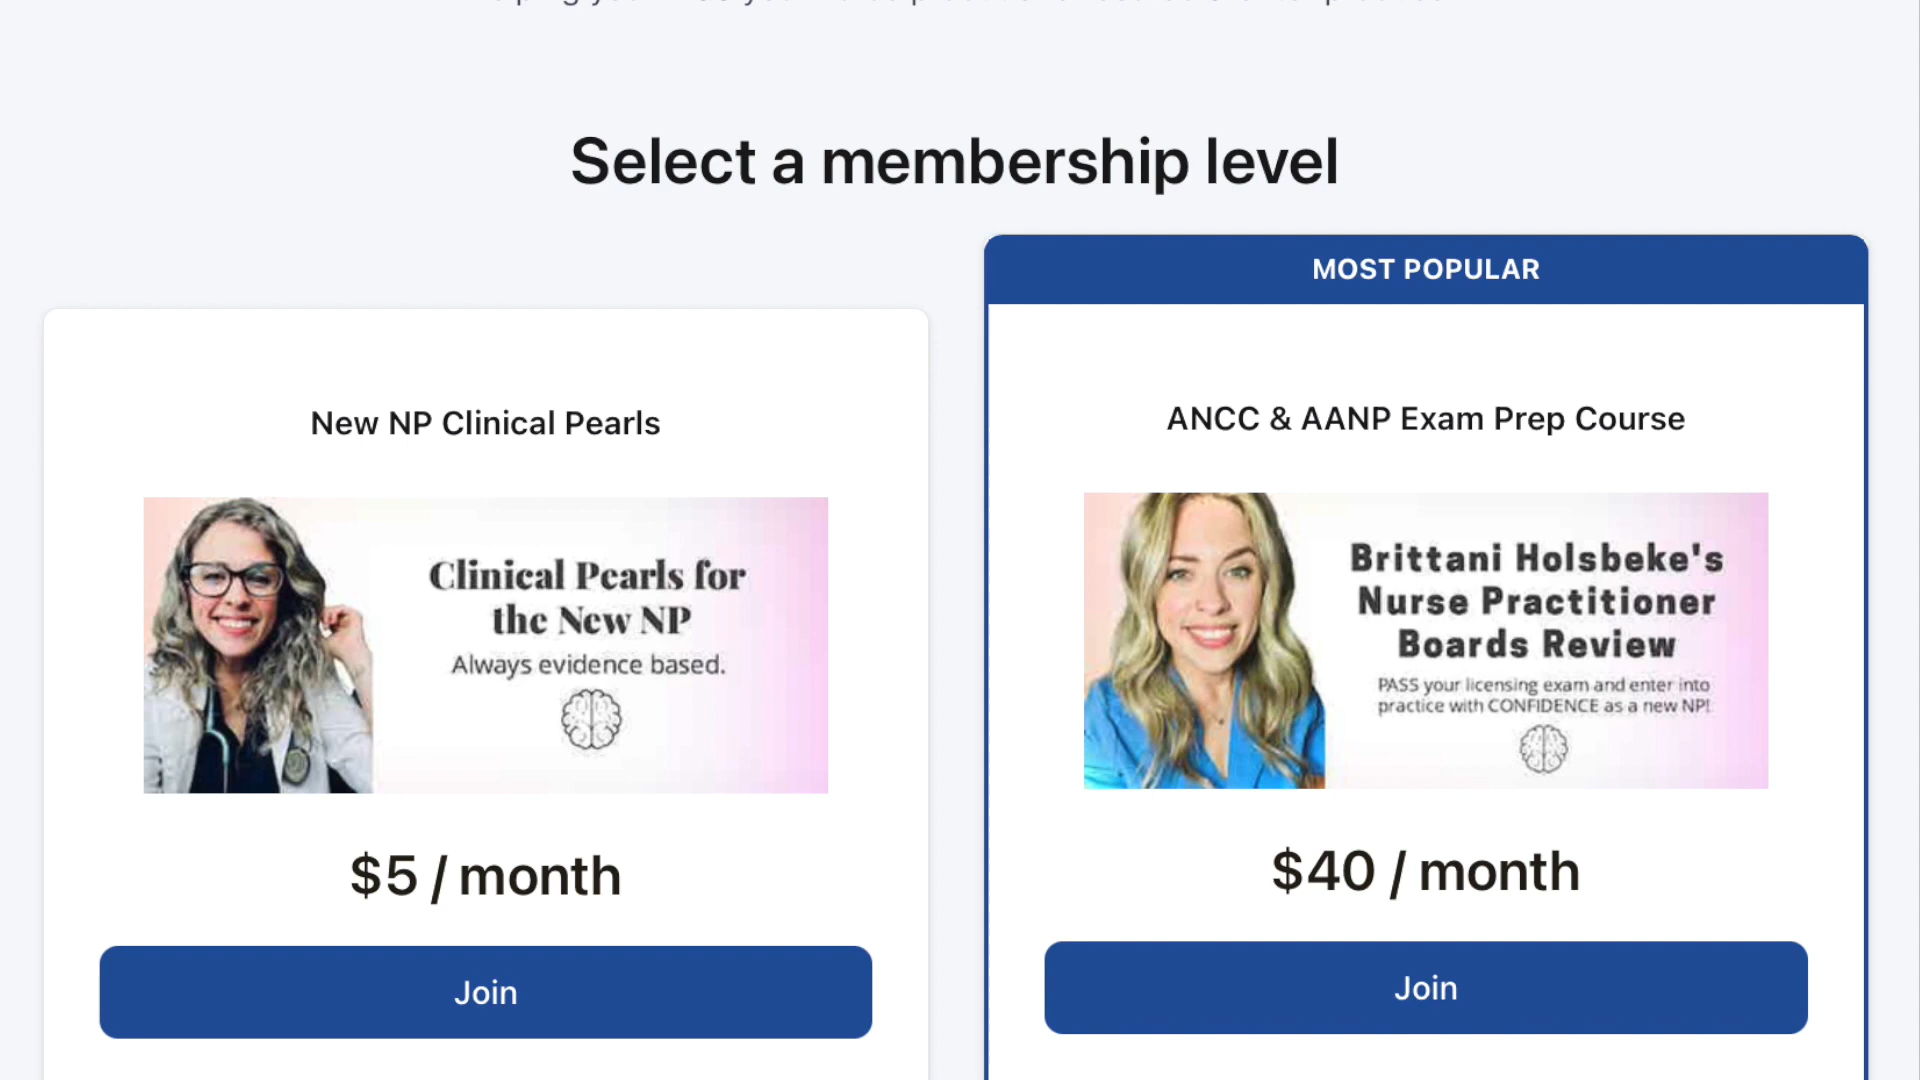 Select a membership level
MOST POPULAR
New NP Clinical Pearls
Clinical Pearls for
the New NP
Always evidence based.
$5 / month
Join
ANCC & AANP Exam Prep Course
Brittani Holsbeke's
Nurse Practitioner
Boards Review
PASS your licensing exam and enter into
practice with CONFIDENCE as a new NP!
$40 / month
Join